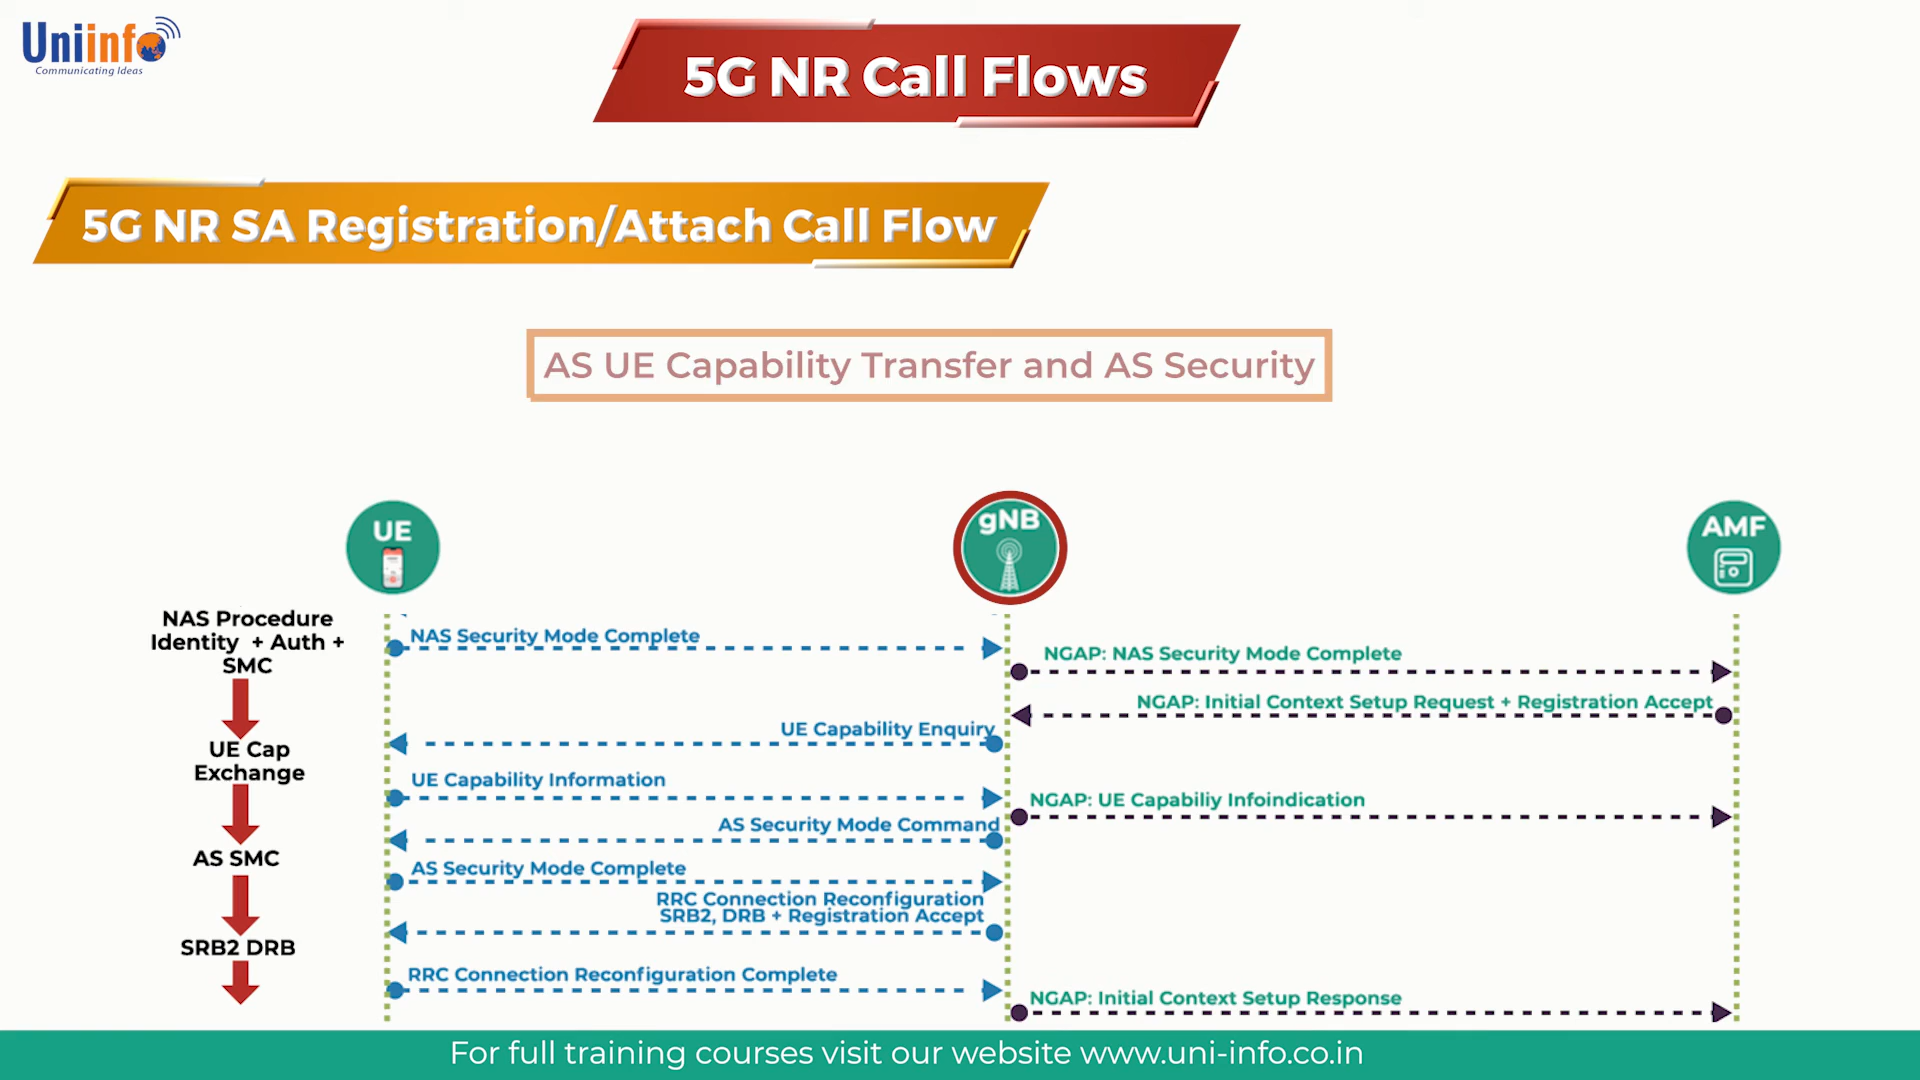 Uniinfo
Communicating Ideas
5G NR Call Flows
5G NR SA Registration/Attach Call Flow
AS UE Capability Transfer and AS Security
UE
gNB
AMF
NAS Procedure
Identity + Auth +
SMC
NAS Security Mode Complete
NGAP: NAS Security Mode Complete
NGAP: Initial Context Setup Request + Registration Accept
UE Capability Enquiry
UE Cap
Exchange
UE Capability Information
NGAP: UE Capabiliy Infoindication
AS Security Mode Command
AS SMC
AS Security Mode Complete
RRC Connection Reconfiguration
SRB2, DRB + Registration Accept
SRB2 DRB
RRC Connection Reconfiguration Complete
NGAP: Initial Context Setup Response
For full training courses visit our website www.uni-info.co.in